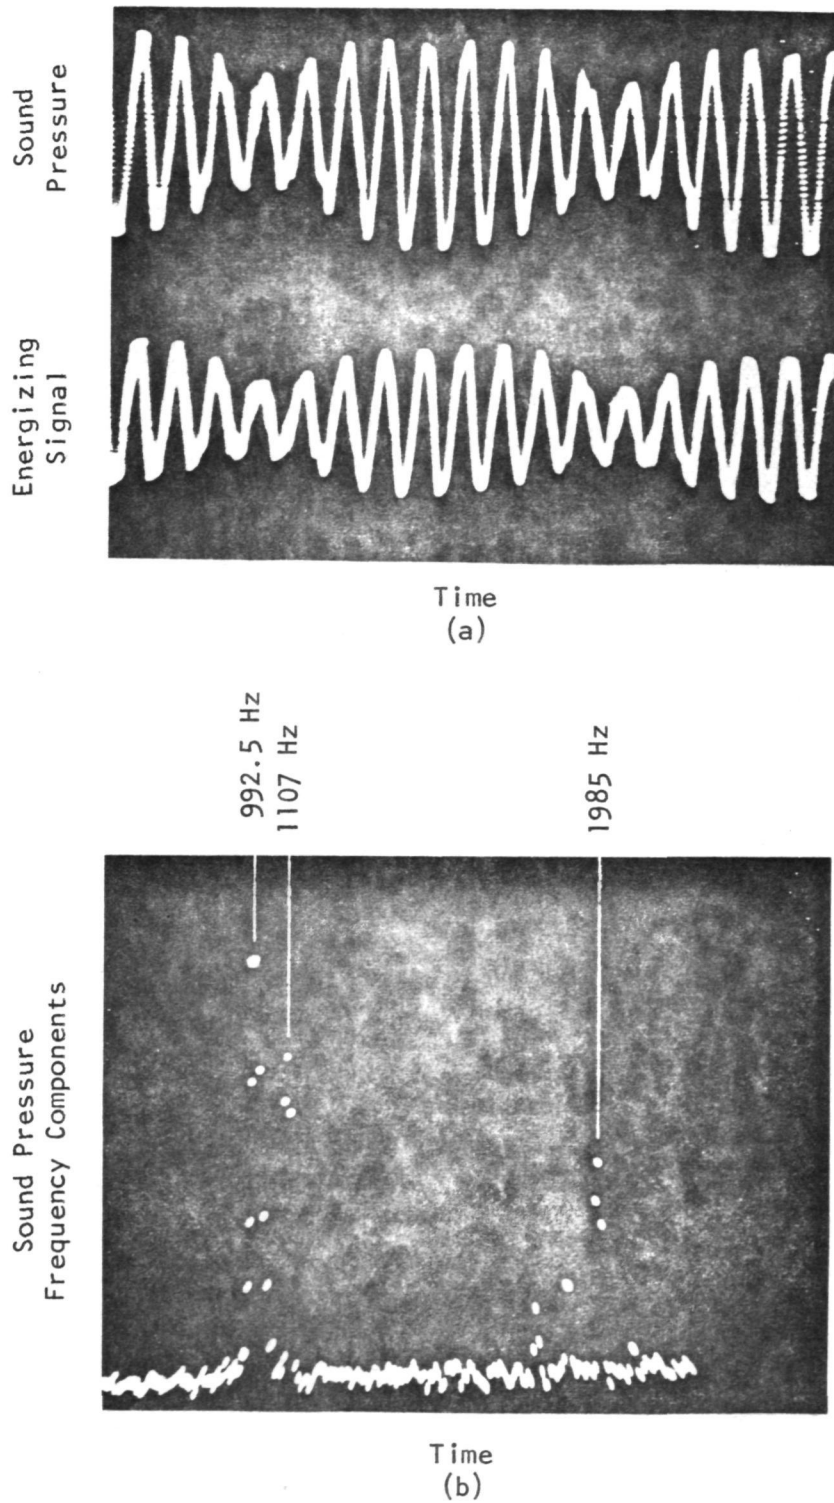 Sound
Pressure
Energizing
Signal
Time
(a)
992.5 Hz
1107 Hz
1985 Hz
Sound Pressure
Frequency Components
Time
(b)